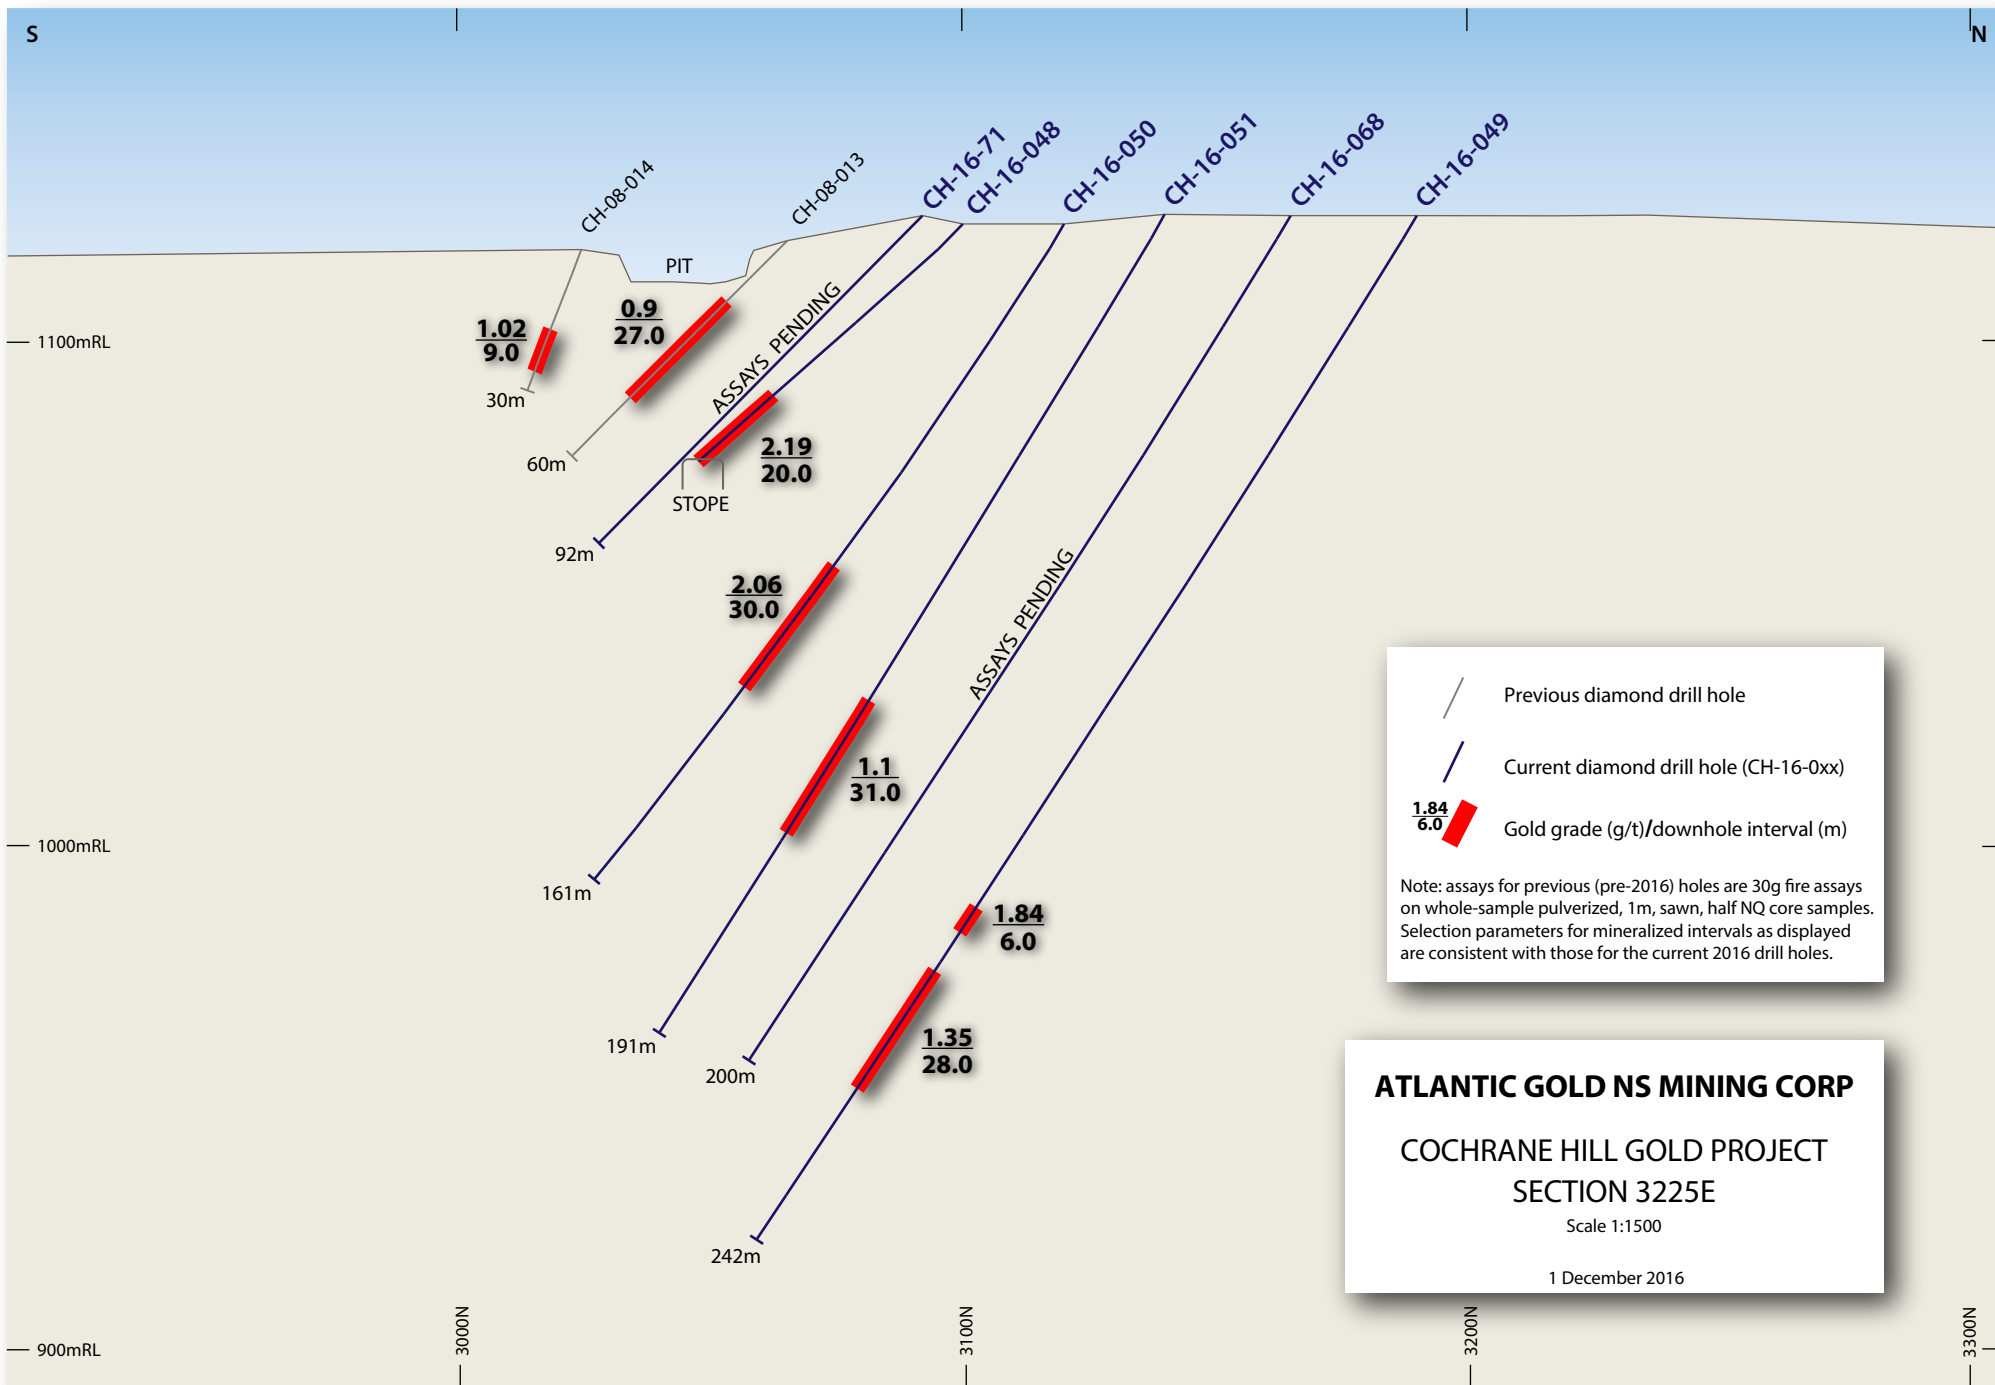 S
N
CH-08-014
CH-08-013
CH-16-71
CH-16-048
CH-16-050
CH-16-051
CH-16-068
CH-16-049
PIT
1100mRL
1.02
9.0
0.9
27.0
ASSAYS PENDING
30m
60m
2.19
20.0
STOPE
92m
2.06
30.0
ASSAYS PENDING
1.1
31.0
1000mRL
161m
1.84
6.0
191m
200m
1.35
28.0
242m
Previous diamond drill hole
Current diamond drill hole (CH-16-0xx)
1.84
6.0
Gold grade (g/t)/downhole interval (m)
Note: assays for previous (pre-2016) holes are 30g fire assays
on whole-sample pulverized, 1m, sawn, half NQ core samples.
Selection parameters for mineralized intervals as displayed
are consistent with those for the current 2016 drill holes.
ATLANTIC GOLD NS MINING CORP
COCHRANE HILL GOLD PROJECT
SECTION 3225E
Scale 1:1500
1 December 2016
900mRL
3000N
3100N
3200N
3300N